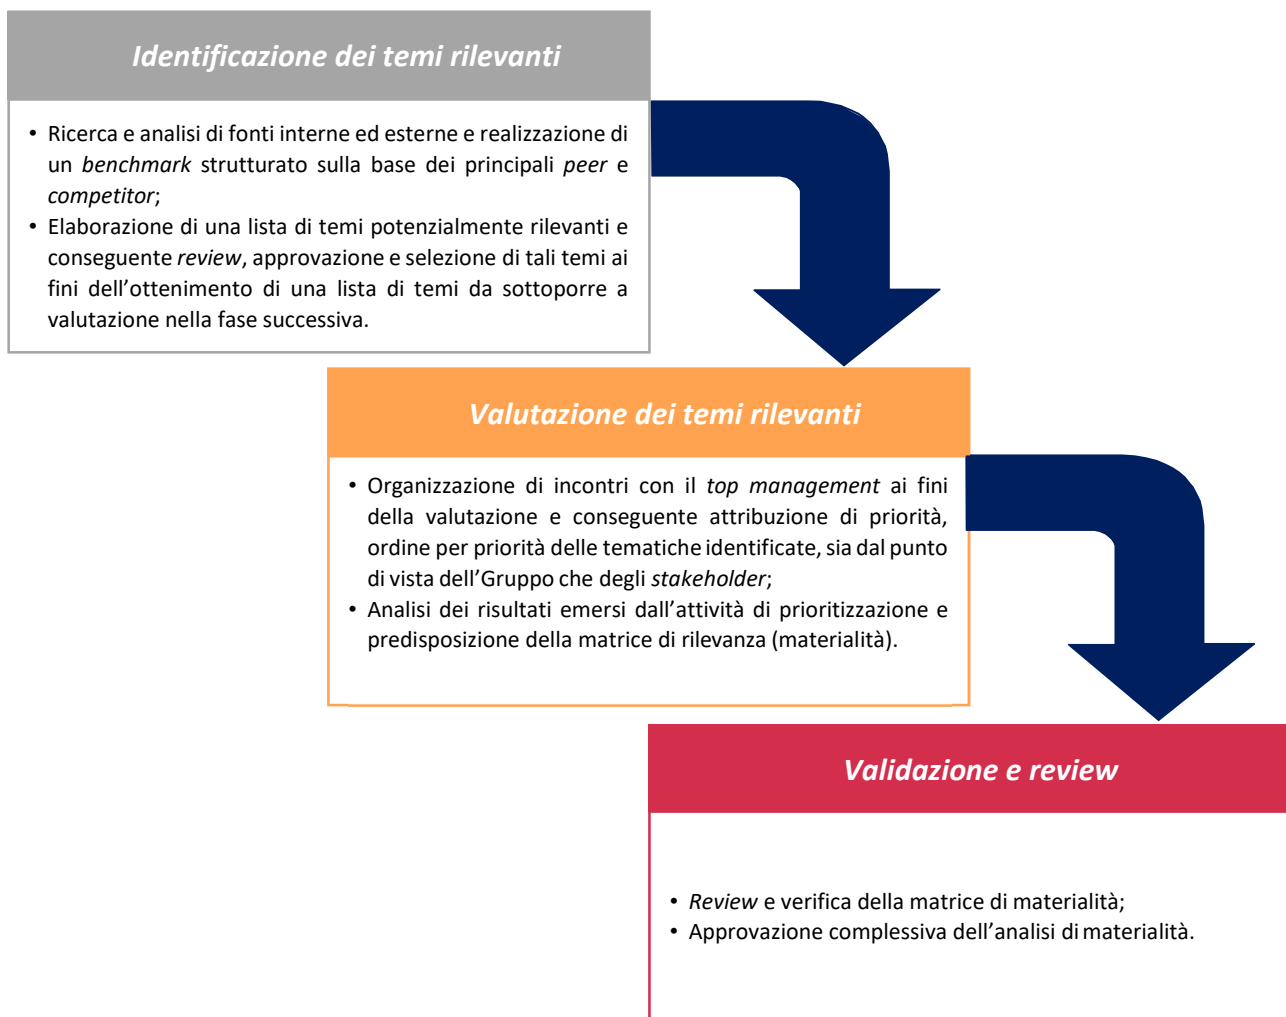 Identificazione dei temi rilevanti
• Ricerca e analisi di fonti interne ed esterne e realizzazione di
un benchmark strutturato sulla base dei principali peer e
competitor;
• Elaborazione di una lista di temi potenzialmente rilevanti e
conseguente review, approvazione e selezione di tali temi ai
fini dell’ottenimento di una lista di temi da sottoporre a
valutazione nella fase successiva.
Valutazione dei temi rilevanti
• Organizzazione di incontri con il top management ai fini
della valutazione e conseguente attribuzione di priorità,
ordine per priorità delle tematiche identificate, sia dal punto
di vista dell’Gruppo che degli stakeholder;
• Analisi dei risultati emersi dall’attività di prioritizzazione e
predisposizione della matrice di rilevanza (materialità).
Validazione e review
• Review e verifica della matrice di materialità;
• Approvazione complessiva dell’analisi di materialità.